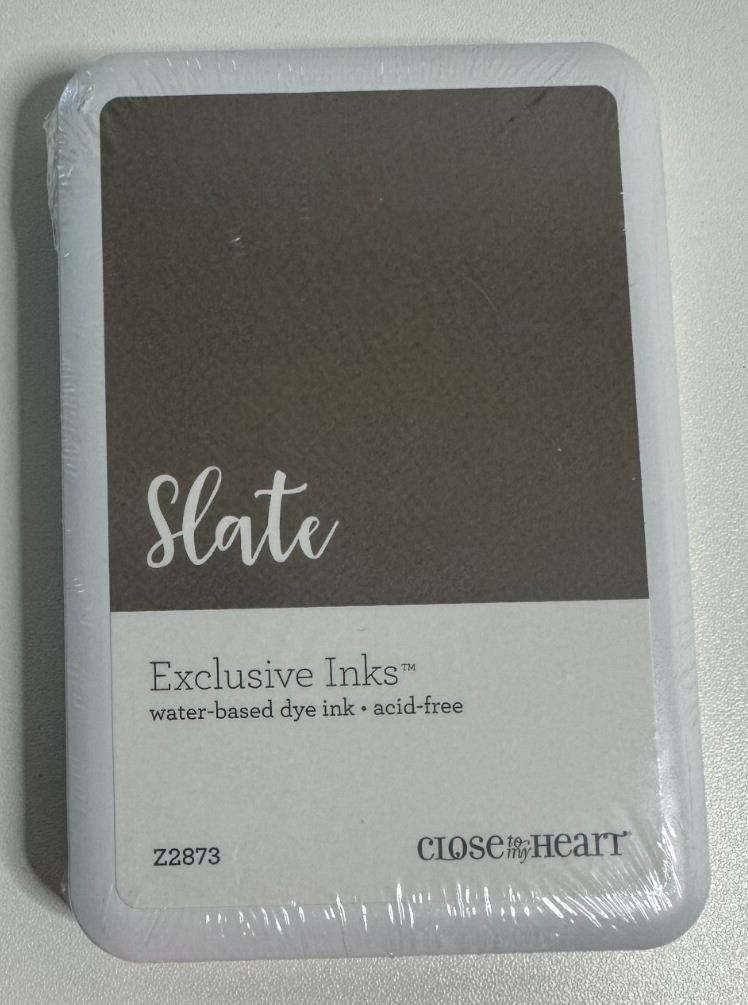 Slate
Exclusive Inks™
water-based dye ink • acid-free
Z2873
CLOSE to my HEART®